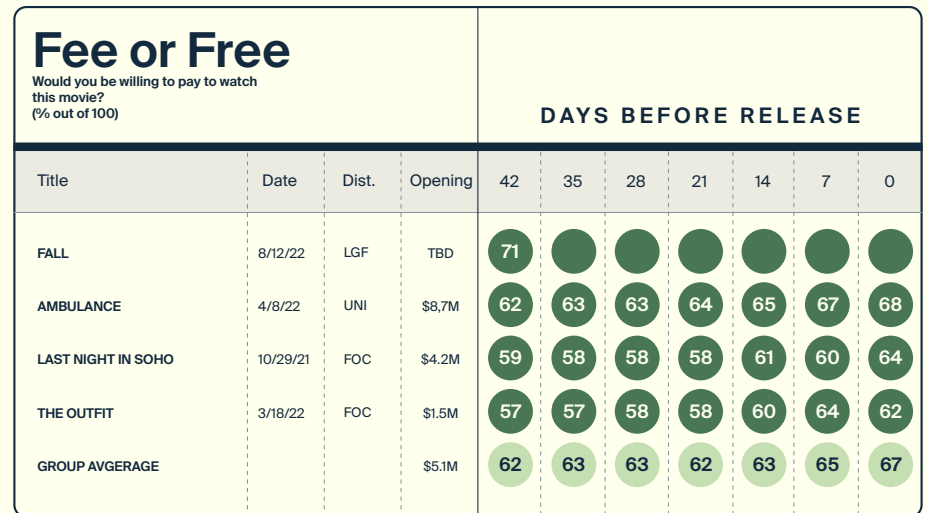 Fee or Free
Would you be willing to pay to watch
this movie?
(% out of 100)
DAYS BEFORE RELEASE
Title Date Dist. Opening 42 35 28 21 14 7 0
FALL 8/12/22 LGF TBD 71
AMBULANCE 4/8/22 UNI $8,7M 62 63 63 64 65 67 68
LAST NIGHT IN SOHO 10/29/21 FOC $4.2M 59 58 58 58 61 60 64
THE OUTFIT 3/18/22 FOC $1.5M 57 57 58 58 60 64 62
GROUP AVGERAGE $5.1M 62 63 63 62 63 65 67